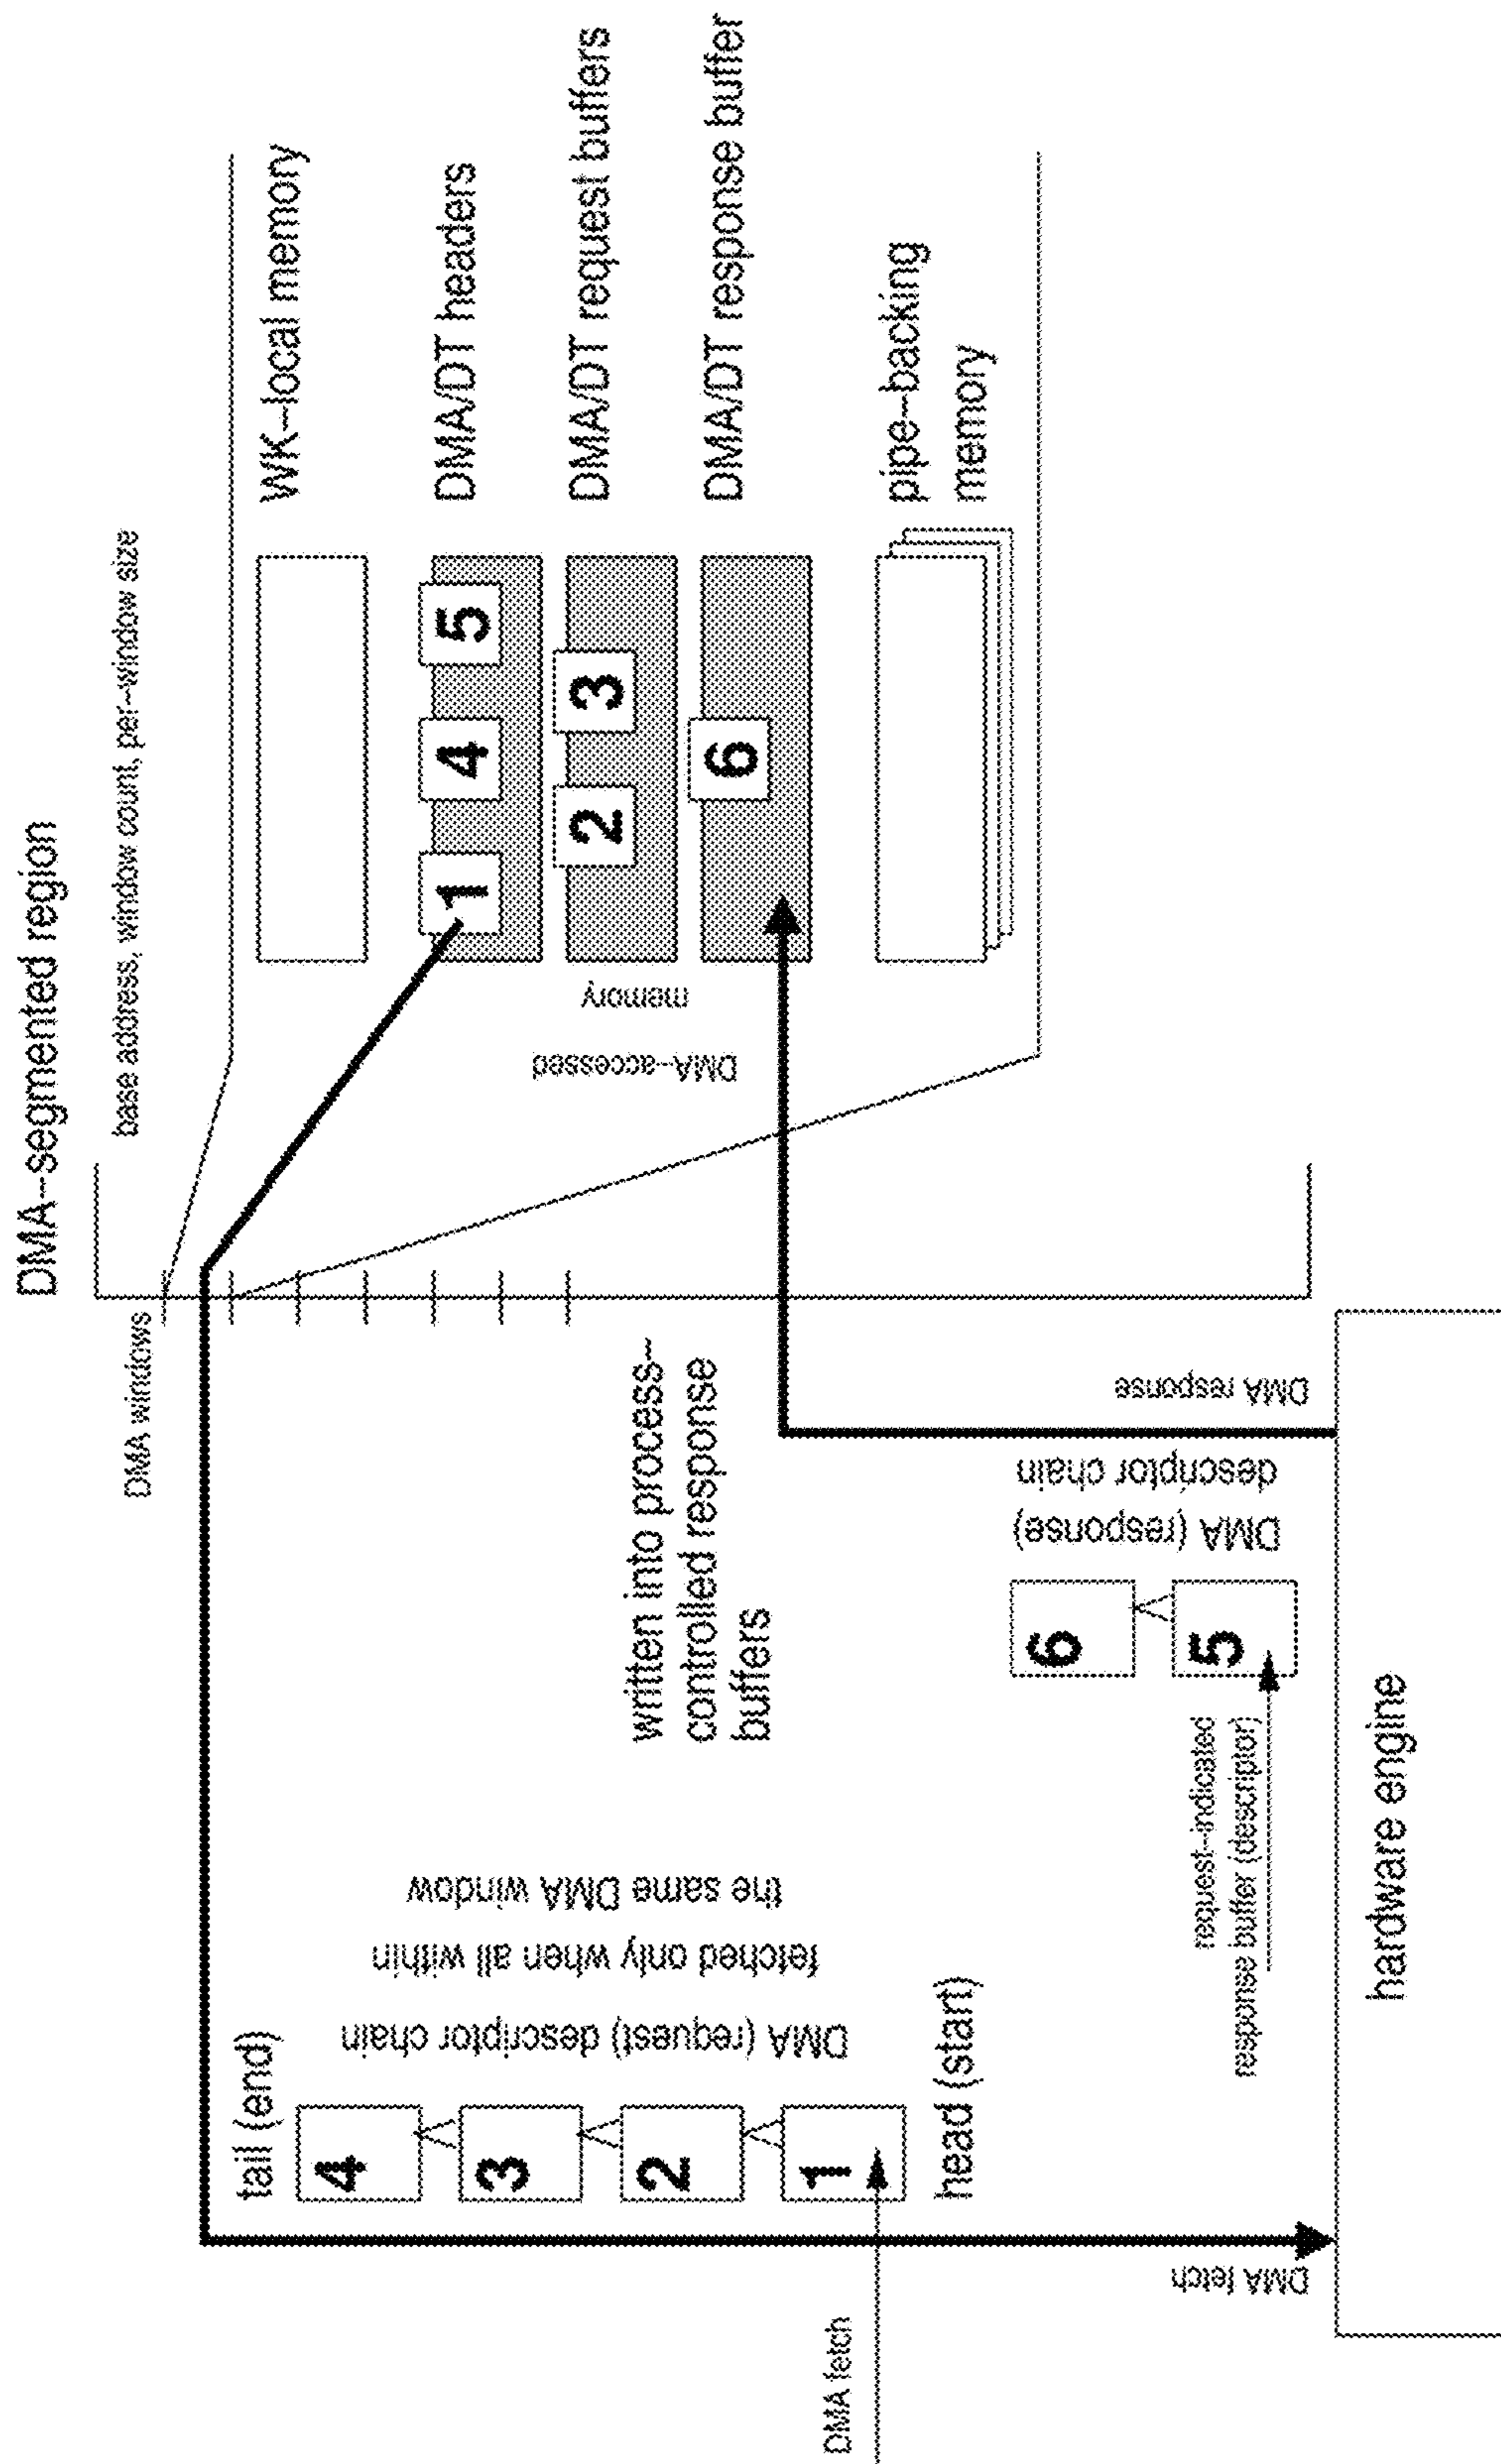 DMA--segmented region
base address, window count, per--window size
DMA windows
WK--local memory
DMA/DT headers
1
4
5
DMA/DT request buffers
2
3
DMA/DT response buffer
6
DMA--accessed
memory
pipe--backing
memory
tail (end)
4
3
2
1
head (start)
DMA (request) descriptor chain
fetched only when all within
the same DMA window
written into process--
controlled response
buffers
DMA fetch
DMA fetch
request--indicated
response buffer (descriptor)
6
5
DMA (response)
descriptor chain
DMA response
hardware engine